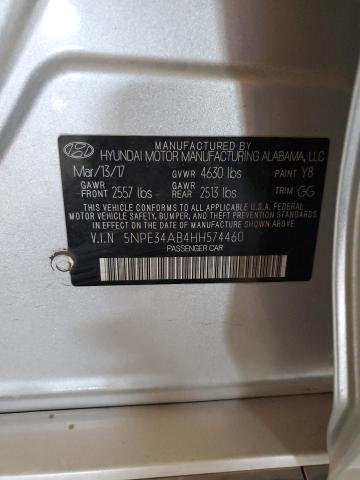 MANUFACTURED BY
HYUNDAI MOTOR MANUFACTURING ALABAMA, LLC
Mar/13/17 GVWR 4630 lbs PAINT Y8
GAWR FRONT 2557 lbs GAWR REAR 2513 lbs TRIM GG
THIS VEHICLE CONFORMS TO ALL APPLICABLE U.S.A. FEDERAL
MOTOR VEHICLE SAFETY, BUMPER, AND THEFT PREVENTION
STANDARDS IN EFFECT ON THE DATE OF MANUFACTURE SHOWN ABOVE.
V.I.N 5NPE34AB4HH574460
PASSENGER CAR